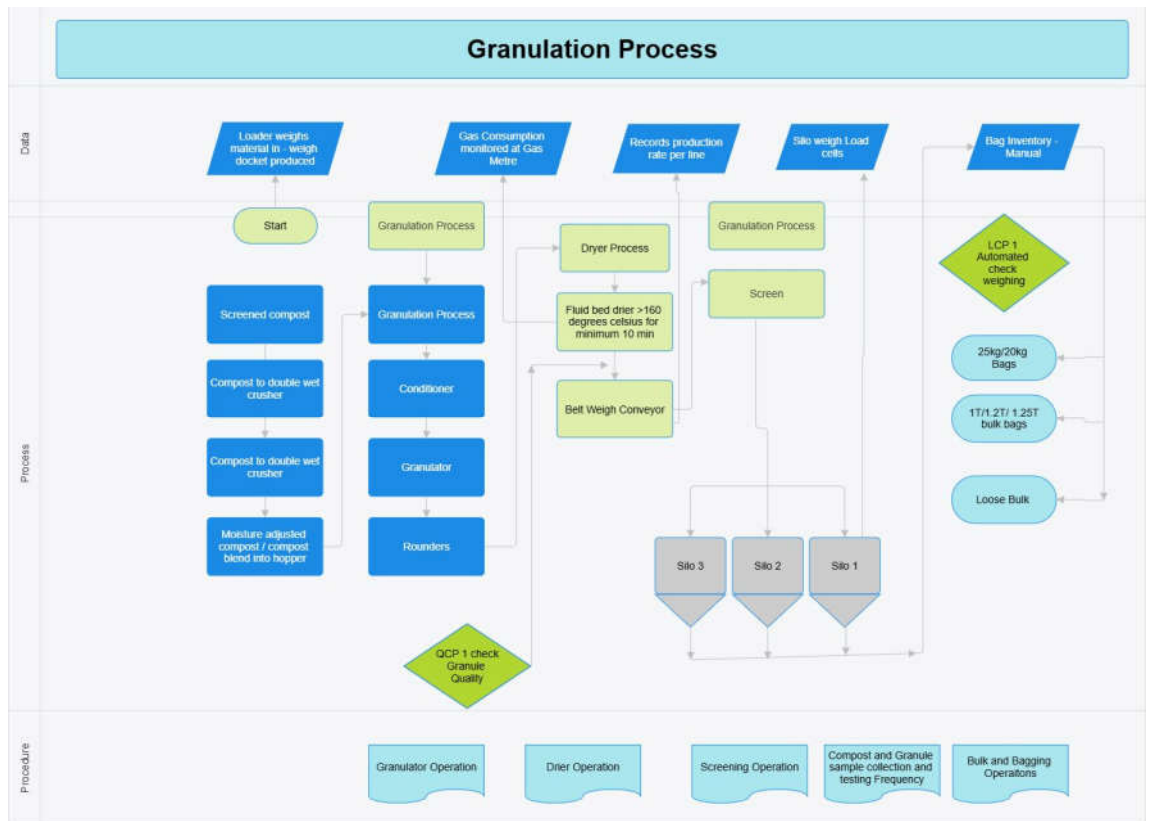 Granulation Process
Data
Loader weighs
material in - weigh
docket produced
Gas Consumption
monitored at Gas
Metre
Records production
rate per line
Silo weigh Load
cells
Bag Inventory -
Manual
Process
Start
Granulation Process
Dryer Process
Granulation Process
LCP 1
Automated
check
weighing
Screened compost
Granulation Process
Fluid bed drier >160
degrees celsius for
minimum 10 min
Screen
25kg/20kg
Bags
Compost to double wet
crusher
Conditioner
Belt Weigh Conveyor
1T/1.2T/ 1.25T
bulk bags
Compost to double wet
crusher
Granulator
Loose Bulk
Moisture adjusted
compost / compost
blend into hopper
Rounders
Silo 3
Silo 2
Silo 1
QCP 1 check
Granule
Quality
Procedure
Granulator Operation
Drier Operation
Screening Operation
Compost and Granule
sample collection and
testing Frequency
Bulk and Bagging
Operaitons